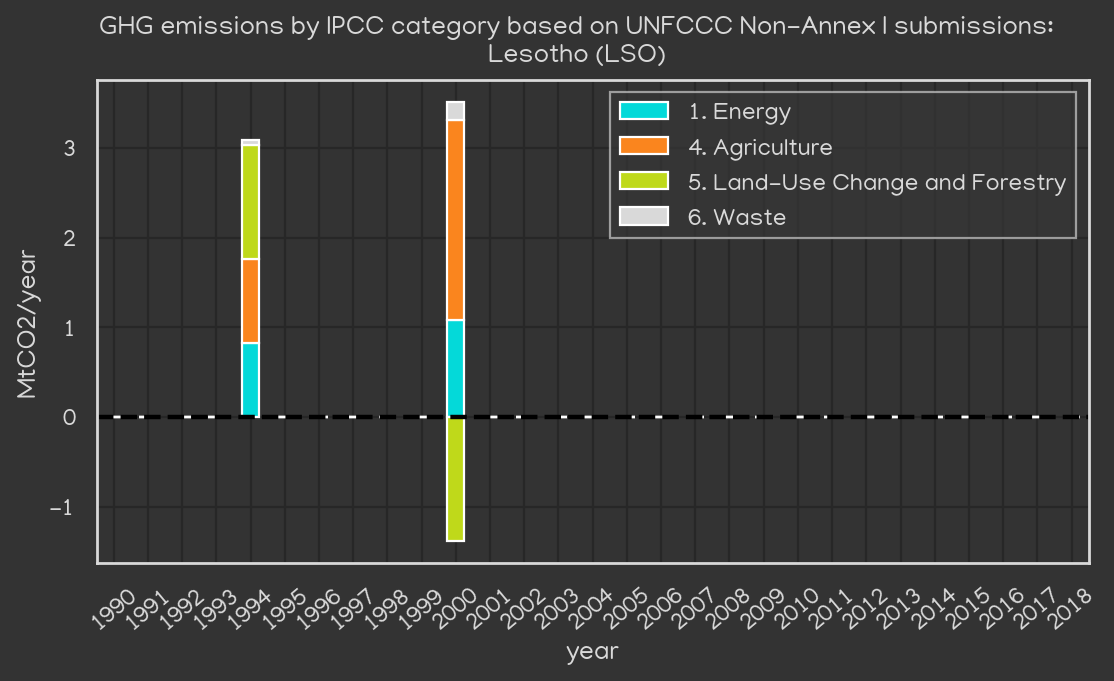 GHG emissions by IPCC category based on UNFCCC Non-Annex I submissions:
Lesotho (LSO)
1. Energy
4. Agriculture
5. Land-Use Change and Forestry
6. Waste
MtCO2/year
3
2
1
0
-1
1990 1991 1992 1993 1994 1995 1996 1997 1998 1999 2000 2001 2002 2003 2004 2005 2006 2007 2008 2009 2010 2011 2012 2013 2014 2015 2016 2017 2018
year